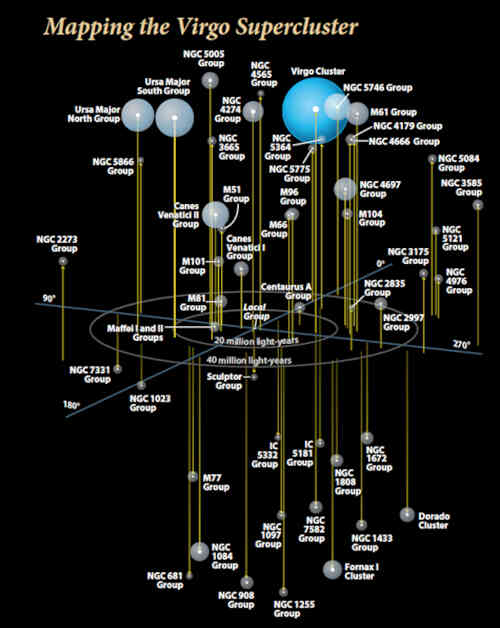 Mapping the Virgo Supercluster
NGC 5005
Group
NGC
4565
Group
Virgo Cluster
Ursa Major
South Group
NGC 5746 Group
NGC
4274
Group
Ursa Major
North Group
M61 Group
NGC 4179 Group
NGC 4666 Group
NGC
3665
Group
NGC
5364
Group
NGC 5866
Group
NGC 5775
Group
NGC 5084
Group
NGC 3585
Group
M51
Group
M96
Group
NGC 4697
Group
Canes
Venatici II
Group
M104
Group
M66
Group
NGC
5121
Group
NGC 2273
Group
Canes
Venatici I
Group
NGC 3175
Group
M101
Group
0°
NGC
4976
Group
Centaurus A
Group
NGC 2835
Group
90°
M81
Group
Local
Group
NGC 2997
Group
Maffei I and II
Groups
20 million light-years
270°
40 million light-years
NGC 7331
Group
Sculptor
Group
180°
NGC 1023
Group
IC
5332
Group
IC
5181
Group
NGC
1672
Group
M77
Group
NGC
1808
Group
NGC
1097
Group
NGC
7582
Group
Dorado
Cluster
NGC 1433
Group
NGC
1084
Group
Fornax I
Cluster
NGC 681
Group
NGC 908
Group
NGC 1255
Group